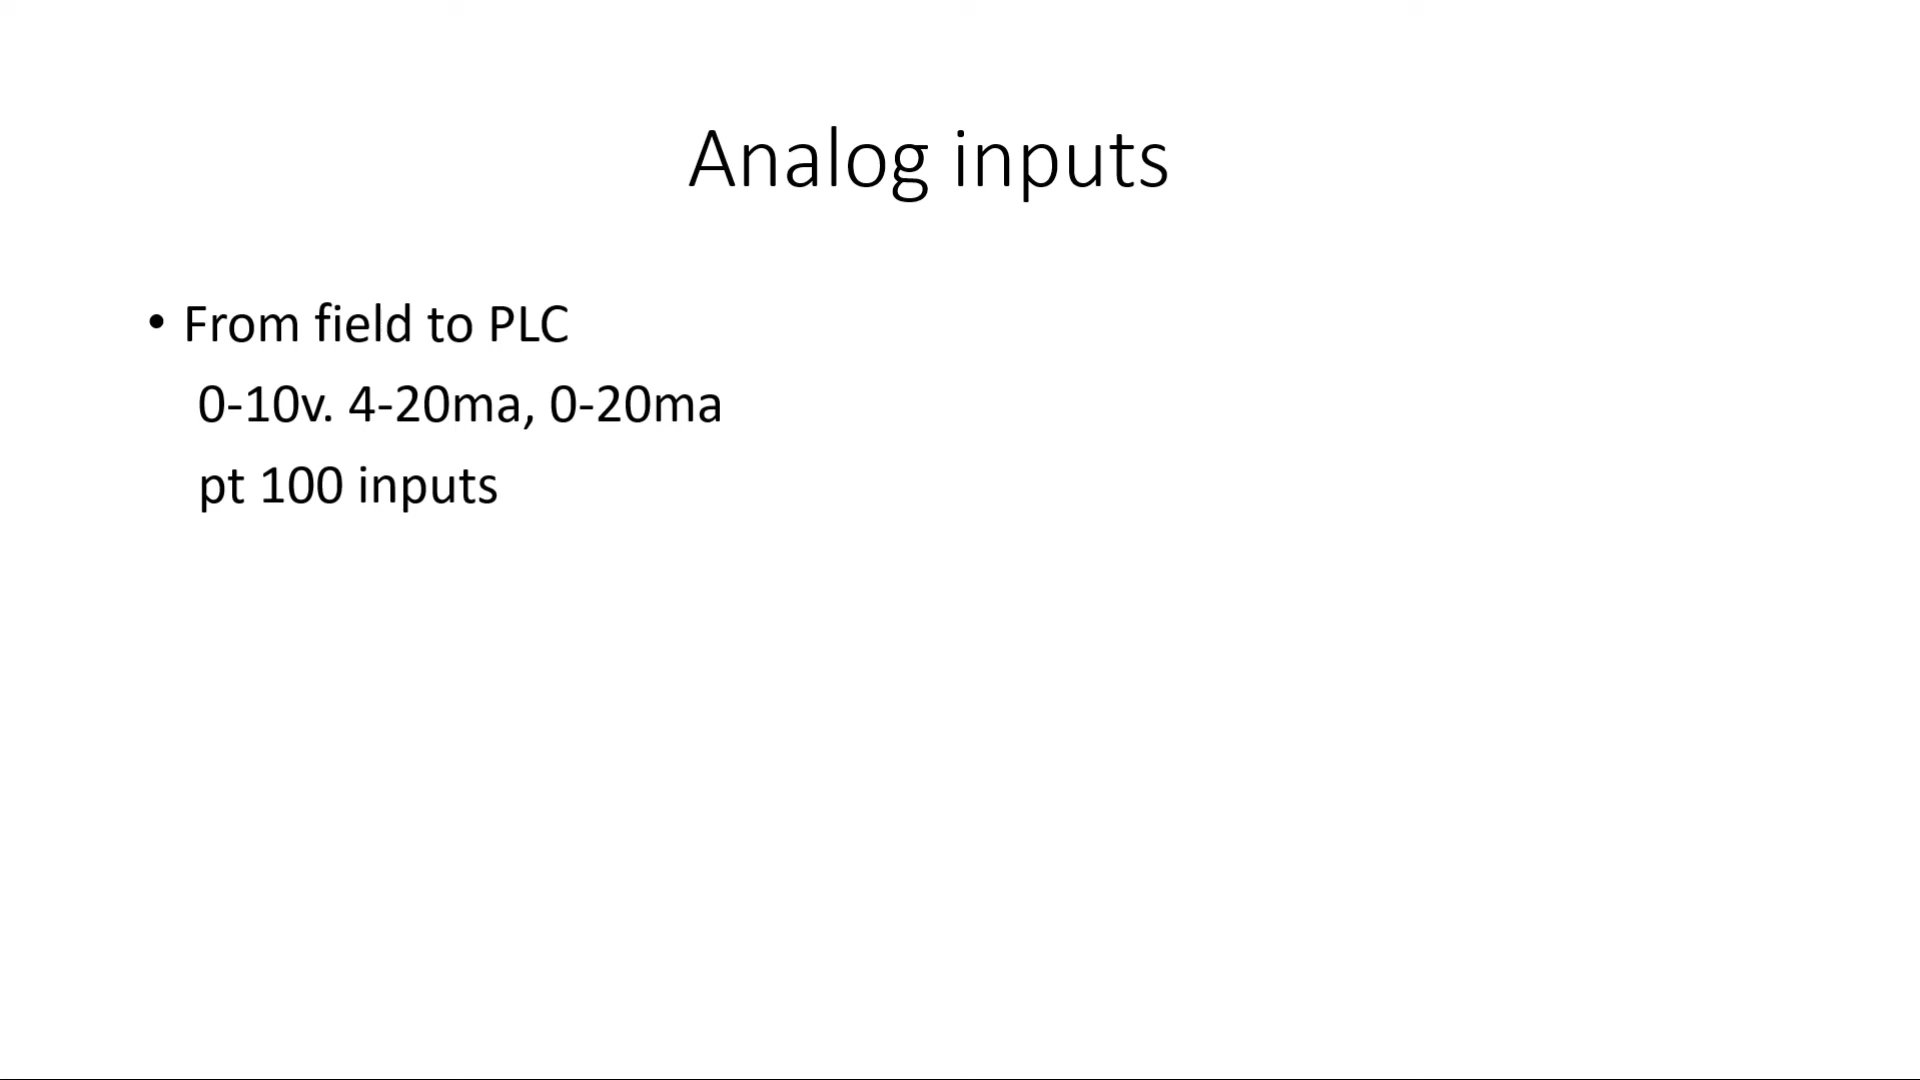 Analog inputs
• From field to PLC
0-10v. 4-20ma, 0-20ma
pt 100 inputs